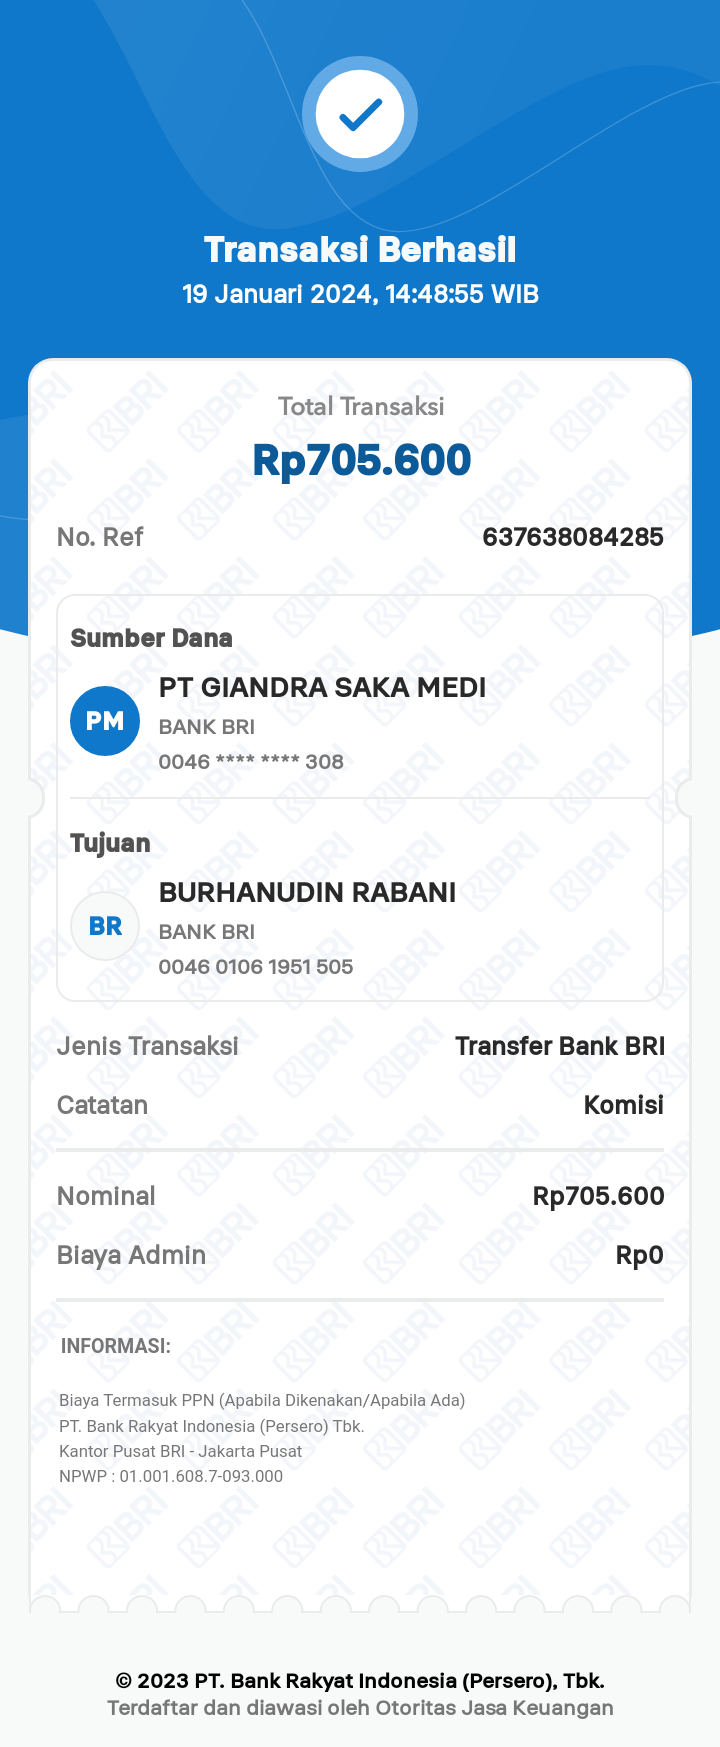 Transaksi Berhasil
19 Januari 2024, 14:48:55 WIB
Total Transaksi
Rp705.600
No. Ref 637638084285
Sumber Dana
PM
PT GIANDRA SAKA MEDI
BANK BRI
0046 **** **** 308
Tujuan
BR
BURHANUDIN RABANI
BANK BRI
0046 0106 1951 505
Jenis Transaksi Transfer Bank BRI
Catatan Komisi
Nominal Rp705.600
Biaya Admin Rp0
INFORMASI:
Biaya Termasuk PPN (Apabila Dikenakan/Apabila Ada)
PT. Bank Rakyat Indonesia (Persero) Tbk.
Kantor Pusat BRI - Jakarta Pusat
NPWP : 01.001.608.7-093.000
© 2023 PT. Bank Rakyat Indonesia (Persero), Tbk.
Terdaftar dan diawasi oleh Otoritas Jasa Keuangan